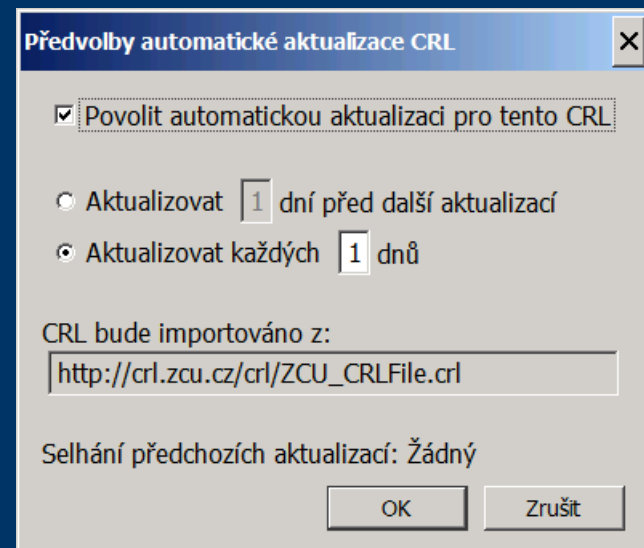 Předvolby automatické aktualizace CRL
Povolit automatickou aktualizaci pro tento CRL
Aktualizovat 1 dní před další aktualizací
Aktualizovat každých 1 dnů
CRL bude importováno z:
http://crl.zcu.cz/crl/ZCU_CRLFile.crl
Selhání předchozích aktualizací: Žádný
OK Zrušit